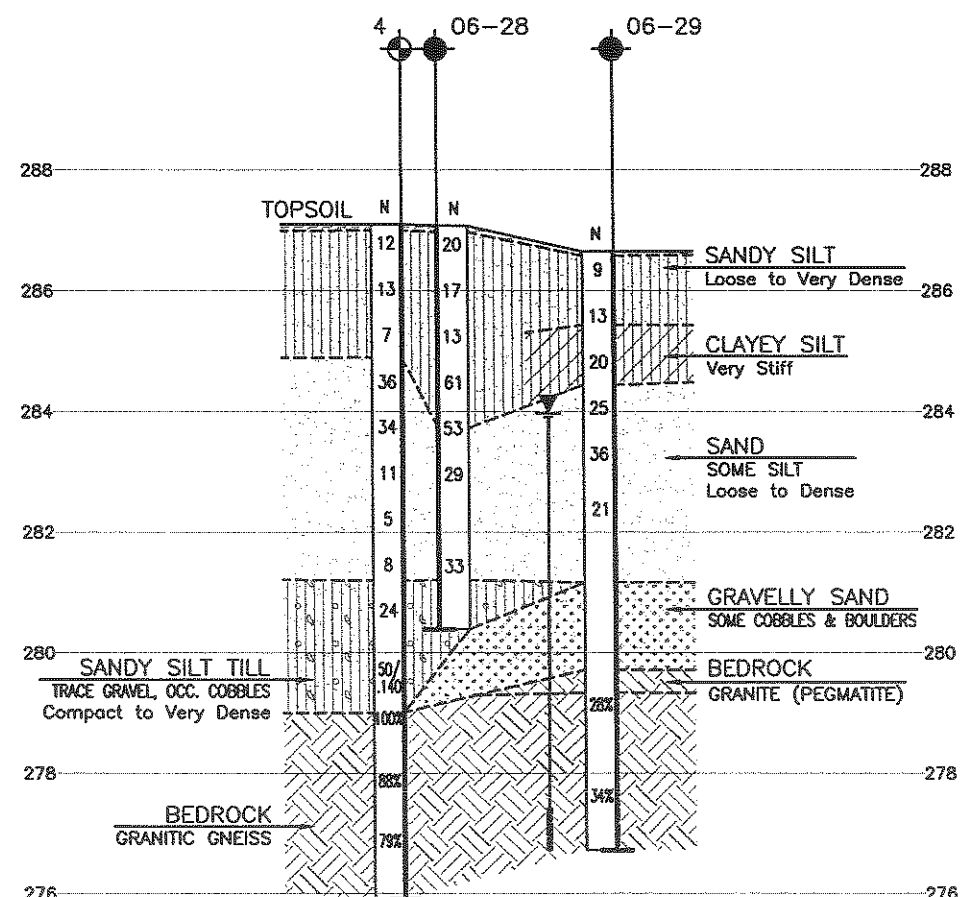 4 06-28 06-29
288 288
TOPSOIL N N
N
12 20
9 SANDY SILT
Loose to Very Dense
286 13 17 286
13
7 13
CLAYEY SILT
20 Very Stiff
36 61
25
284 284
34 53
36 SAND
SOME SILT
11 29
Loose to Dense
21
5
282 282
8 33
GRAVELLY SAND
24
SOME COBBLES & BOULDERS
280 280
SANDY SILT TILL 50/ BEDROCK
TRACE GRAVEL, OCC. COBBLES .140 GRANITE (PEGMATITE)
Compact to Very Dense
100% 26%
278 88% 278
34%
BEDROCK
GRANITIC GNEISS 79%
276 276